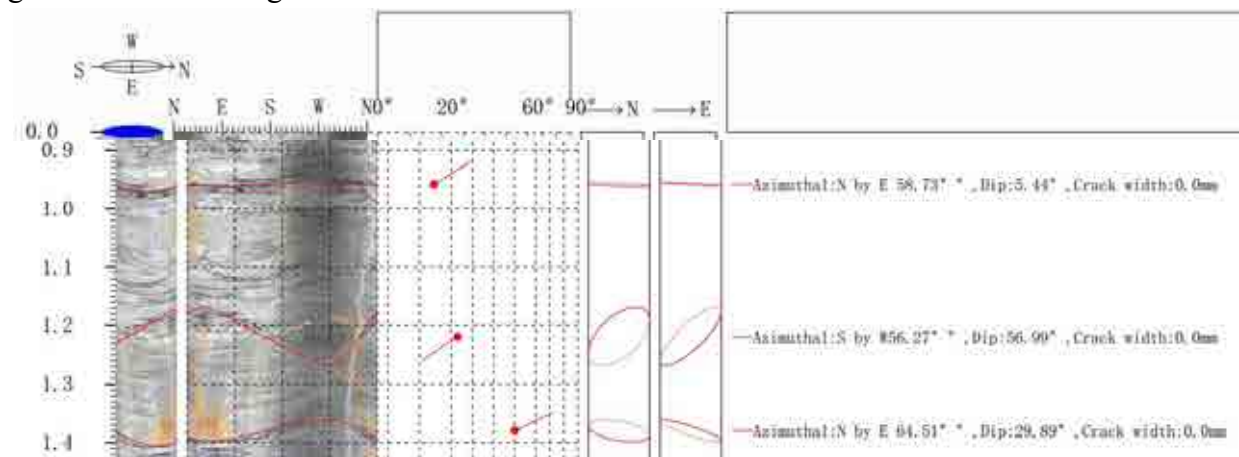 W
S N
E
N E S W N 0° 20° 60° 90° N E
0.0
0.9
Azimuthal:N by E 58.73° ° ,Dip:5.44° ,Crack width:0.0mm
1.0
1.1
1.2
Azimuthal:S by W56.27° ° ,Dip:56.99° ,Crack width:0.0mm
1.3
1.4
Azimuthal:N by E 64.51° ° ,Dip:29.89° ,Crack width:0.0mm